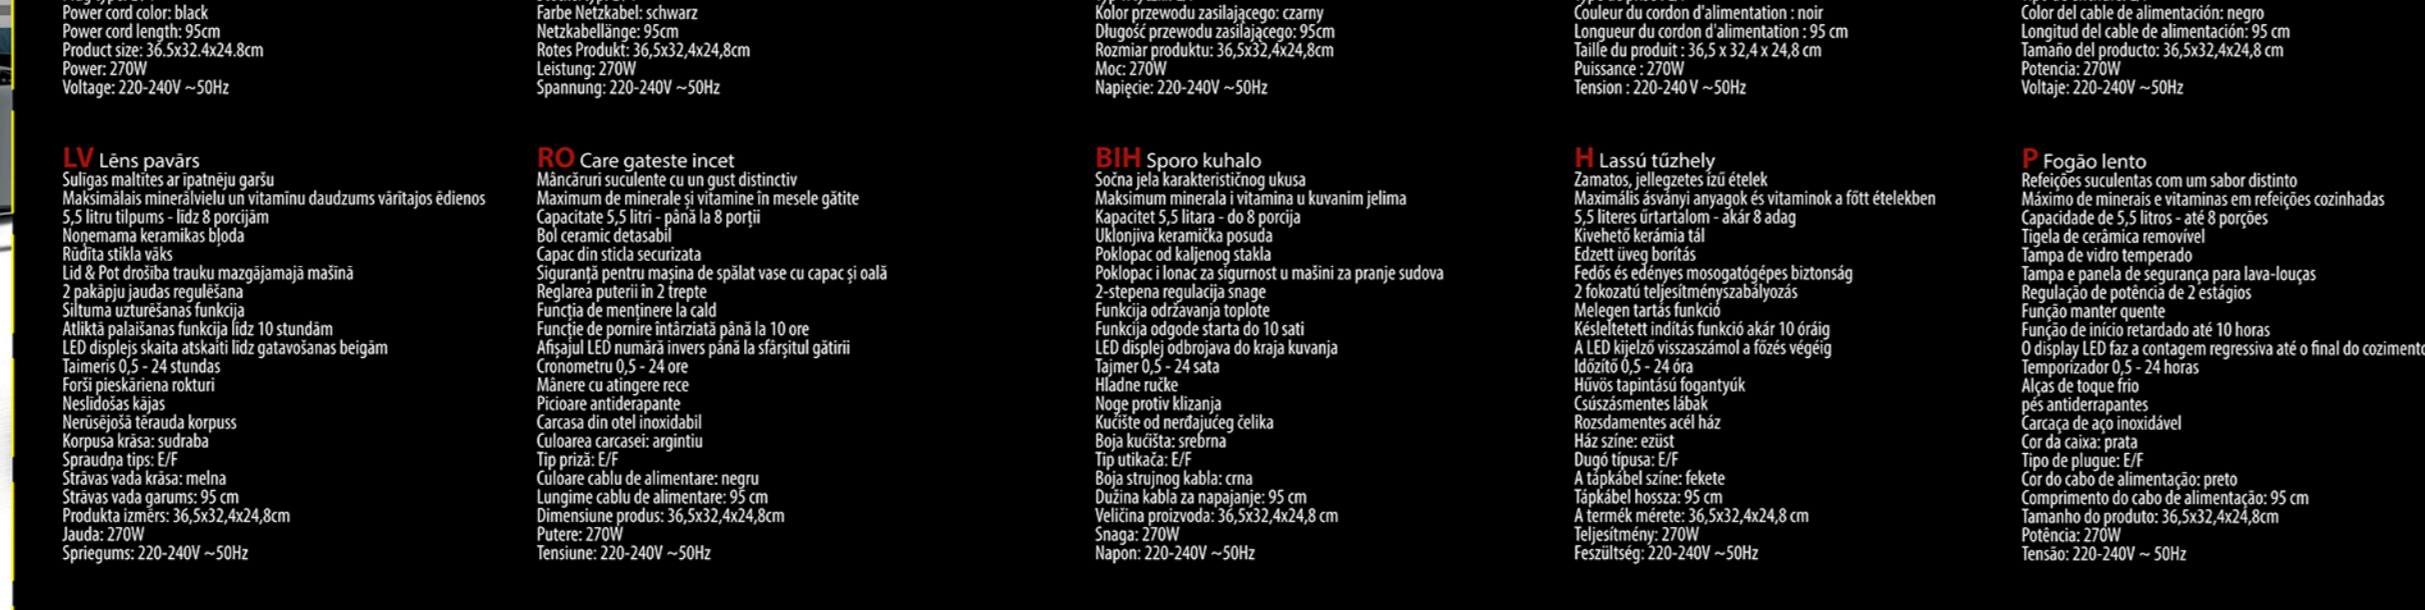 Power cord color: black
Power cord length: 95cm
Product size: 36.5x32.4x24.8cm
Power: 270W
Voltage: 220-240V ~50Hz
Farbe Netzkabel: schwarz
Netzkabellänge: 95cm
Rotes Produkt: 36,5x32,4x24,8cm
Leistung: 270W
Spannung: 220-240V ~50Hz
Kolor przewodu zasilającego: czarny
Długość przewodu zasilającego: 95cm
Rozmiar produktu: 36,5x32,4x24,8cm
Moc: 270W
Napięcie: 220-240V ~50Hz
Couleur du cordon d'alimentation : noir
Longueur du cordon d'alimentation : 95 cm
Taille du produit : 36,5 x 32,4 x 24,8 cm
Puissance : 270W
Tension : 220-240 V ~50Hz
Color del cable de alimentación: negro
Longitud del cable de alimentación: 95 cm
Tamaño del producto: 36,5x32,4x24,8 cm
Potencia: 270W
Voltaje: 220-240V ~50Hz
LV Lēns pavārs
Sulīgas maltītes ar īpatnēju garšu
Maksimālais minerālvielu un vitamīnu daudzums vārītajos ēdienos
5,5 litru tilpums - līdz 8 porcijām
Noņemama keramikas bļoda
Rūdīta stikla vāks
Lid & Pot drošība trauku mazgājamajā mašīnā
2 pakāpju jaudas regulēšana
Siltuma uzturēšanas funkcija
Atliktā palaišanas funkcija līdz 10 stundām
LED displejs skaita atskaiti līdz gatavošanas beigām
Taimeris 0,5 - 24 stundas
Forši pieskāriena rokturi
Neslīdošas kājas
Nerūsējošā tērauda korpuss
Korpusa krāsa: sudraba
Spraudņa tips: E/F
Strāvas vada krāsa: melna
Strāvas vada garums: 95 cm
Produkta izmērs: 36,5x32,4x24,8cm
Jauda: 270W
Spriegums: 220-240V ~50Hz
RO Care gateste incet
Mâncăruri suculente cu un gust distinctiv
Maximum de minerale și vitamine în mesele gătite
Capacitate 5,5 litri - până la 8 porții
Bol ceramic detasabil
Capac din sticla securizata
Siguranță pentru mașina de spălat vase cu capac și oală
Reglarea puterii în 2 trepte
Funcția de menținere la cald
Funcție de pornire întârziată până la 10 ore
Afișajul LED numără invers până la sfârșitul gătirii
Cronometru 0,5 - 24 ore
Mânere cu atingere rece
Picioare antiderapante
Carcasa din otel inoxidabil
Culoarea carcasei: argintiu
Tip priză: E/F
Culoare cablu de alimentare: negru
Lungime cablu de alimentare: 95 cm
Dimensiune produs: 36,5x32,4x24,8cm
Putere: 270W
Tensiune: 220-240V ~50Hz
BIH Sporo kuhalo
Sočna jela karakterističnog ukusa
Maksimum minerala i vitamina u kuvanim jelima
Kapacitet 5,5 litara - do 8 porcija
Uklonjiva keramička posuda
Poklopac od kaljenog stakla
Poklopac i lonac za sigurnost u mašini za pranje sudova
2-stepena regulacija snage
Funkcija održavanja toplote
Funkcija odgode starta do 10 sati
LED displej odbrojava do kraja kuvanja
Tajmer 0,5 - 24 sata
Hladne ručke
Noge protiv klizanja
Kućište od nerđajućeg čelika
Boja kućišta: srebrna
Tip utikača: E/F
Boja strujnog kabla: crna
Dužina kabla za napajanje: 95 cm
Veličina proizvoda: 36,5x32,4x24,8 cm
Snaga: 270W
Napon: 220-240V ~50Hz
H Lassú tűzhely
Zamatos, jellegzetes ízű ételek
Maximális ásványi anyagok és vitaminok a főtt ételekben
5,5 literes űrtartalom - akár 8 adag
Kivehető kerámia tál
Edzett üveg borítás
Fedős és edényes mosogatógépes biztonság
2 fokozatú teljesítményszabályozás
Melegen tartás funkció
Késleltetett indítás funkció akár 10 óráig
A LED kijelző visszaszámol a főzés végéig
Időzítő 0,5 - 24 óra
Hűvös tapintású fogantyúk
Csúszásmentes lábak
Rozsdamentes acél ház
Ház színe: ezüst
Dugó típusa: E/F
A tápkábel színe: fekete
Tápkábel hossza: 95 cm
A termék mérete: 36,5x32,4x24,8 cm
Teljesítmény: 270W
Feszültség: 220-240V ~50Hz
P Fogão lento
Refeições suculentas com um sabor distinto
Máximo de minerais e vitaminas em refeições cozinhadas
Capacidade de 5,5 litros - até 8 porções
Tigela de cerâmica removível
Tampa de vidro temperado
Tampa e panela de segurança para lava-louças
Regulação de potência de 2 estágios
Função manter quente
Função de início retardado até 10 horas
O display LED faz a contagem regressiva até o final do cozimento
Temporizador 0,5 - 24 horas
Alças de toque frio
pés antiderrapantes
Carcaça de aço inoxidável
Cor da caixa: prata
Tipo de plugue: E/F
Cor do cabo de alimentação: preto
Comprimento do cabo de alimentação: 95 cm
Tamanho do produto: 36,5x32,4x24,8cm
Potência: 270W
Tensão: 220-240V ~ 50Hz